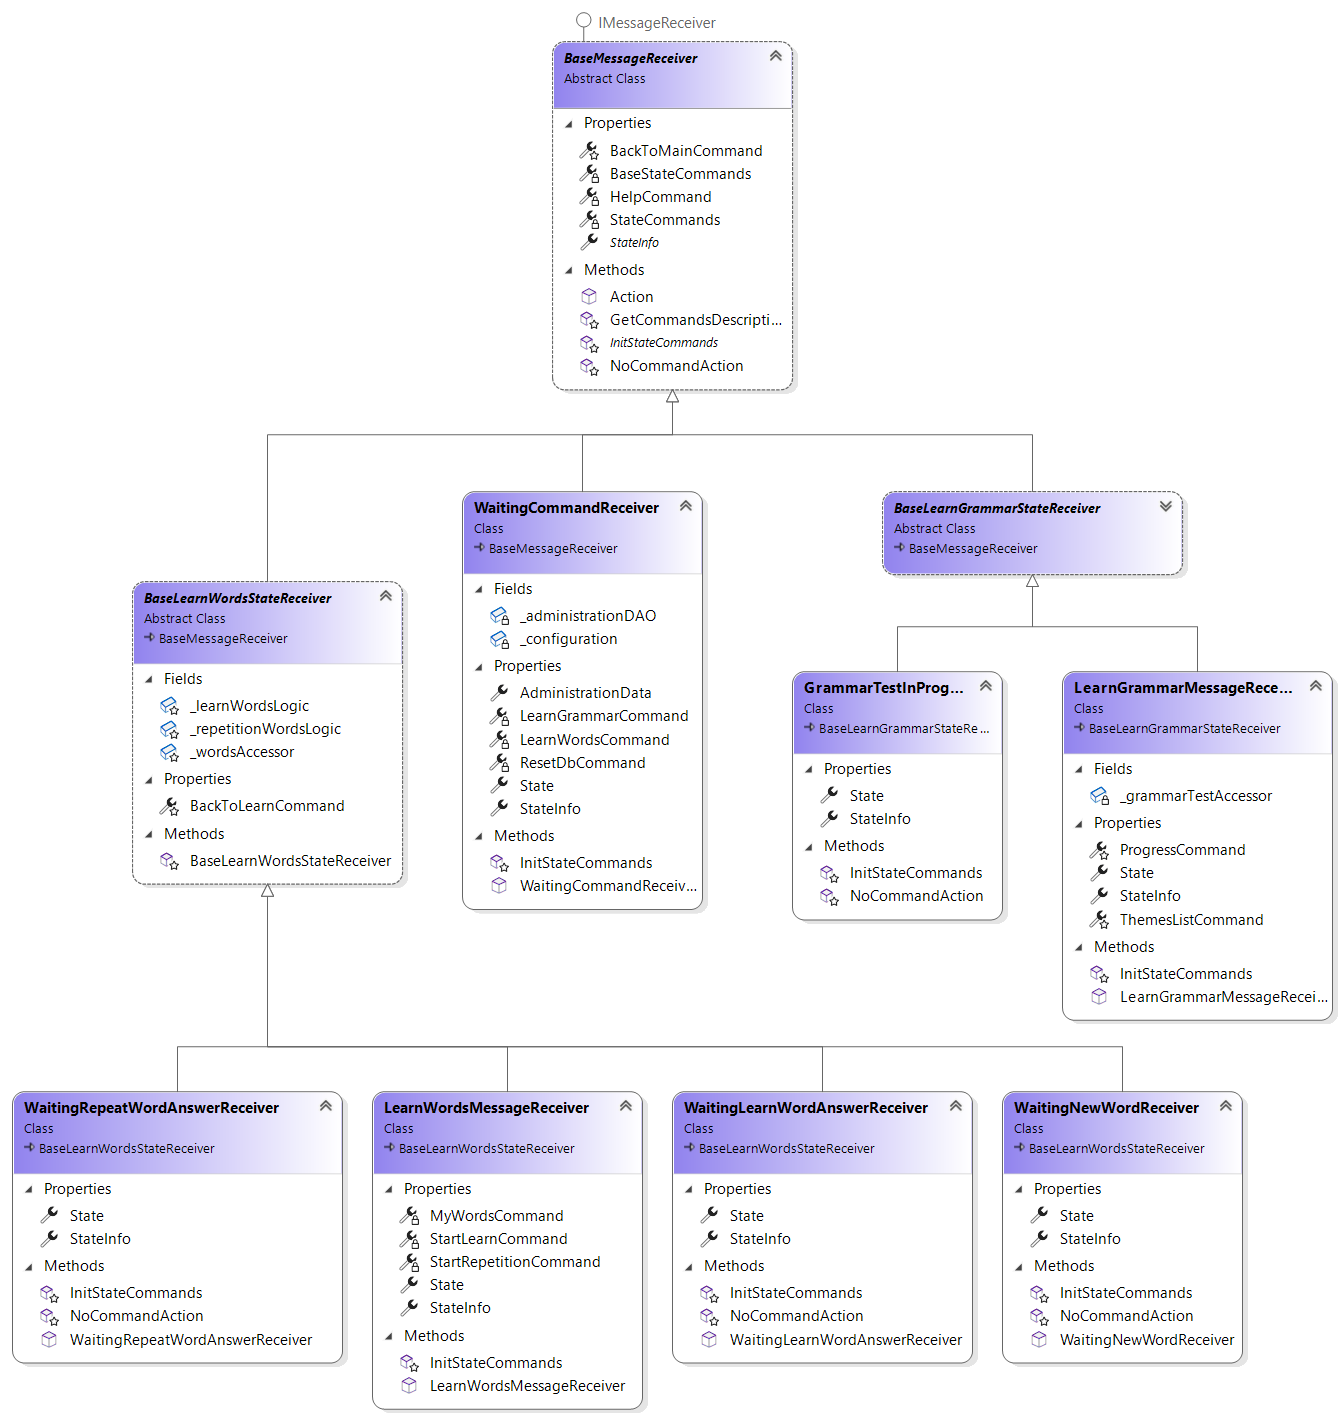 IMessageReceiver
BaseMessageReceiver
Abstract Class
Properties
BackToMainCommand
BaseStateCommands
HelpCommand
StateCommands
StateInfo
Methods
Action
GetCommandsDescripti...
InitStateCommands
NoCommandAction
BaseLearnWordsStateReceiver
Abstract Class
BaseMessageReceiver
Fields
_learnWordsLogic
_repetitionWordsLogic
_wordsAccessor
Properties
BackToLearnCommand
Methods
BaseLearnWordsStateReceiver
WaitingCommandReceiver
Class
BaseMessageReceiver
Fields
_administrationDAO
_configuration
Properties
AdministrationData
LearnGrammarCommand
LearnWordsCommand
ResetDbCommand
State
StateInfo
Methods
InitStateCommands
WaitingCommandReceiv...
BaseLearnGrammarStateReceiver
Abstract Class
BaseMessageReceiver
GrammarTestInProg...
Class
BaseLearnGrammarStateRe...
Properties
State
StateInfo
Methods
InitStateCommands
NoCommandAction
LearnGrammarMessageRece...
Class
BaseLearnGrammarStateReceiver
Fields
_grammarTestAccessor
Properties
ProgressCommand
State
StateInfo
ThemesListCommand
Methods
InitStateCommands
LearnGrammarMessageRecei...
WaitingRepeatWordAnswerReceiver
Class
BaseLearnWordsStateReceiver
Properties
State
StateInfo
Methods
InitStateCommands
NoCommandAction
WaitingRepeatWordAnswerReceiver
LearnWordsMessageReceiver
Class
BaseLearnWordsStateReceiver
Properties
MyWordsCommand
StartLearnCommand
StartRepetitionCommand
State
StateInfo
Methods
InitStateCommands
LearnWordsMessageReceiver
WaitingLearnWordAnswerReceiver
Class
BaseLearnWordsStateReceiver
Properties
State
StateInfo
Methods
InitStateCommands
NoCommandAction
WaitingLearnWordAnswerReceiver
WaitingNewWordReceiver
Class
BaseLearnWordsStateReceiver
Properties
State
StateInfo
Methods
InitStateCommands
NoCommandAction
WaitingNewWordReceiver